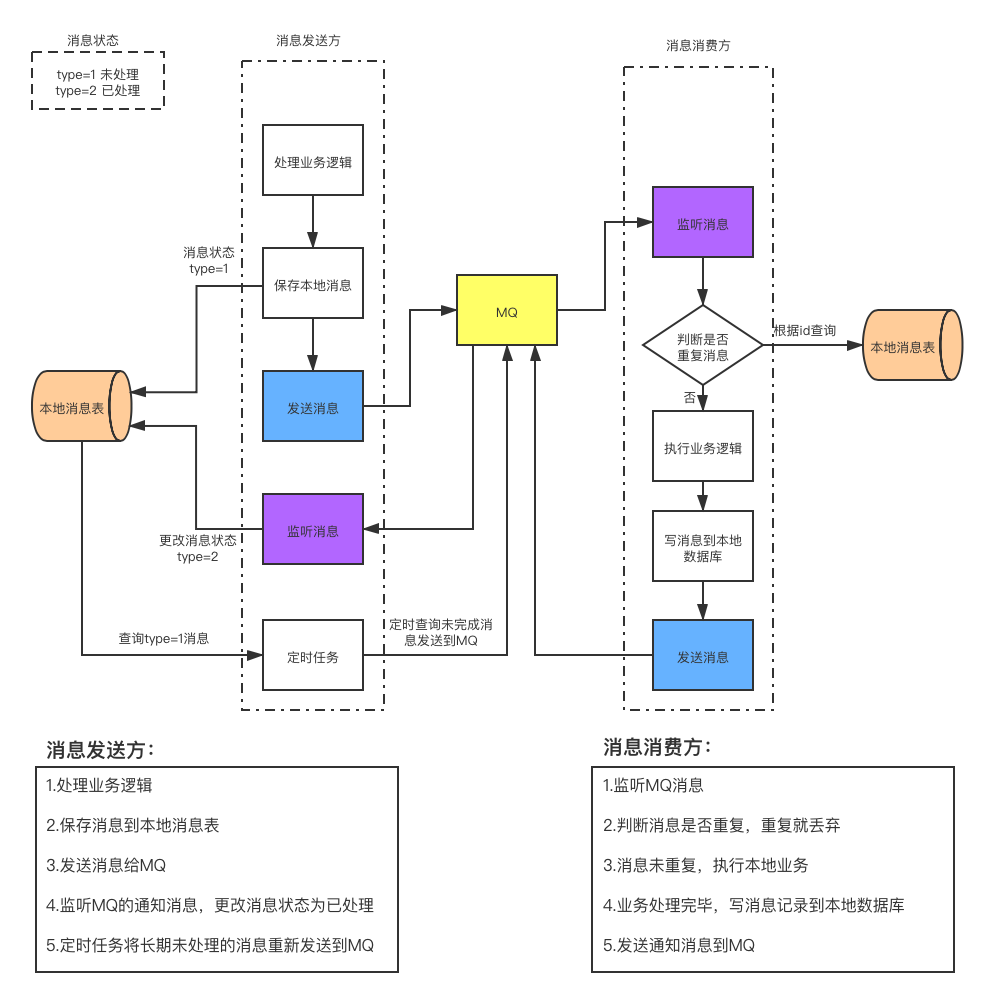 消息状态
type=1 未处理
type=2 已处理
消息发送方
处理业务逻辑
消息状态
type=1
保存本地消息
本地消息表
发送消息
监听消息
更改消息状态
type=2
查询type=1消息
定时任务
定时查询未完成消
息发送到MQ
MQ
消息消费方
监听消息
判断是否
重复消息
根据id查询
本地消息表
否
执行业务逻辑
写消息到本地
数据库
发送消息
消息发送方：
1.处理业务逻辑
2.保存消息到本地消息表
3.发送消息给MQ
4.监听MQ的通知消息，更改消息状态为已处理
5.定时任务将长期未处理的消息重新发送到MQ
消息消费方：
1.监听MQ消息
2.判断消息是否重复，重复就丢弃
3.消息未重复，执行本地业务
4.业务处理完毕，写消息记录到本地数据库
5.发送通知消息到MQ